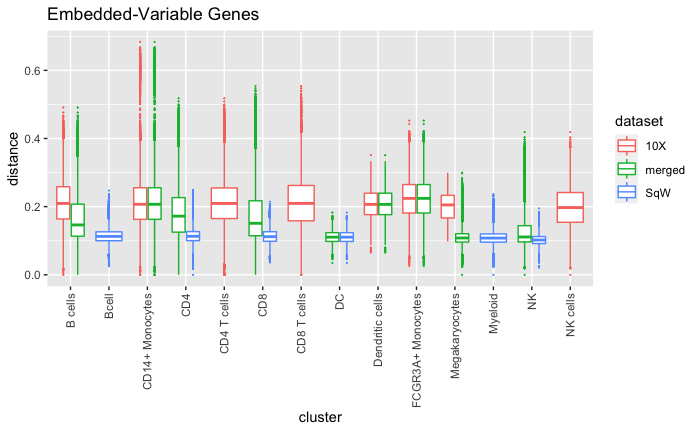 Embedded-Variable Genes
distance
0.6
0.4
0.2
0.0
B cells
Bcell
CD14+ Monocytes
CD4
CD4 T cells
CD8
CD8 T cells
DC
Dendritic cells
FCGR3A+ Monocytes
Megakaryocytes
Myeloid
NK
NK cells
cluster
dataset
10X
merged
SqW